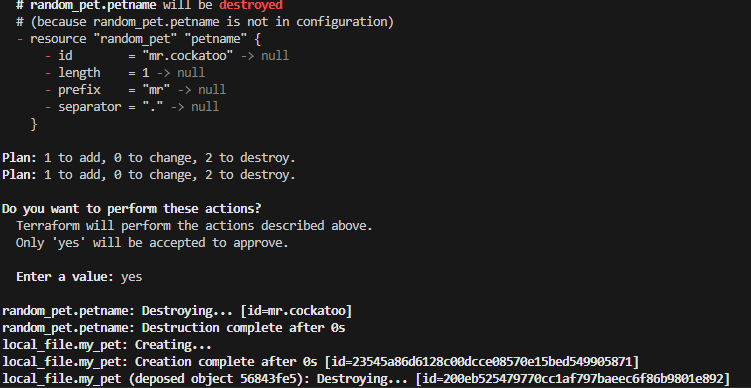 # random_pet.petname will be destroyed
# (because random_pet.petname is not in configuration)
- resource "random_pet" "petname" {
- id        = "mr.cockatoo" -> null
- length    = 1 -> null
- prefix    = "mr" -> null
- separator = "." -> null
}
Plan: 1 to add, 0 to change, 2 to destroy.
Plan: 1 to add, 0 to change, 2 to destroy.
Do you want to perform these actions?
Terraform will perform the actions described above.
Only 'yes' will be accepted to approve.
Enter a value: yes
random_pet.petname: Destroying... [id=mr.cockatoo]
random_pet.petname: Destruction complete after 0s
local_file.my_pet: Creating...
local_file.my_pet: Creation complete after 0s [id=23545a86d6128c00dcce08570e15bed549905871]
local_file.my_pet (deposed object 56843fe5): Destroying... [id=200eb525479770cc1af797baeec6f86b9801e892]